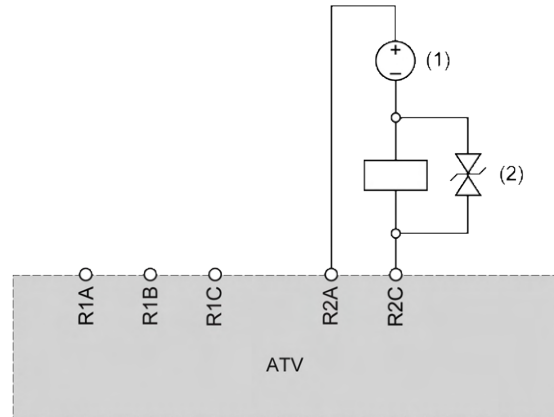 +
(1)
−
(2)
R1A
R1B
R1C
R2A
R2C
ATV